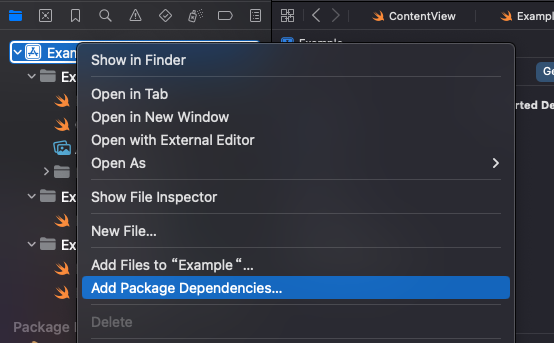 ContentView
Exampl
Exam
Example
Ge
rted De
Ex
Ex
Ex
Package
Show in Finder
Open in Tab
Open in New Window
Open with External Editor
Open As
Show File Inspector
New File...
Add Files to “Example “...
Add Package Dependencies...
Delete